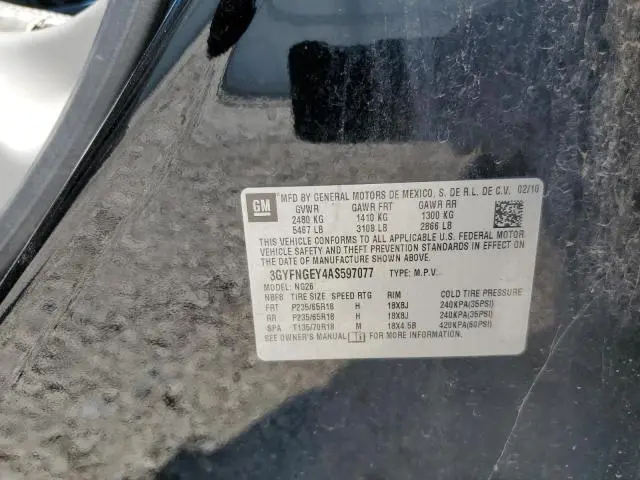 GM
MFD BY GENERAL MOTORS DE MEXICO, S. DE R.L. DE C.V. 02/10
GVWR GAWR FRT GAWR RR
2480 KG 1410 KG 1300 KG
5467 LB 3108 LB 2866 LB
THIS VEHICLE CONFORMS TO ALL APPLICABLE U.S. FEDERAL MOTOR
VEHICLE SAFETY AND THEFT PREVENTION STANDARDS IN EFFECT ON
THE DATE OF MANUFACTURE SHOWN ABOVE.
3GYFNGEY4AS597077 TYPE: M.P.V.
MODEL: NG26
NBF8 TIRE SIZE SPEED RTG RIM COLD TIRE PRESSURE
FRT P235/65R18 H 18X8J 240KPA(35PSI)
RR P235/65R18 H 18X8J 240KPA(35PSI)
SPA T135/70R18 M 18X4.5B 420KPA(60PSI)
SEE OWNER'S MANUAL FOR MORE INFORMATION.